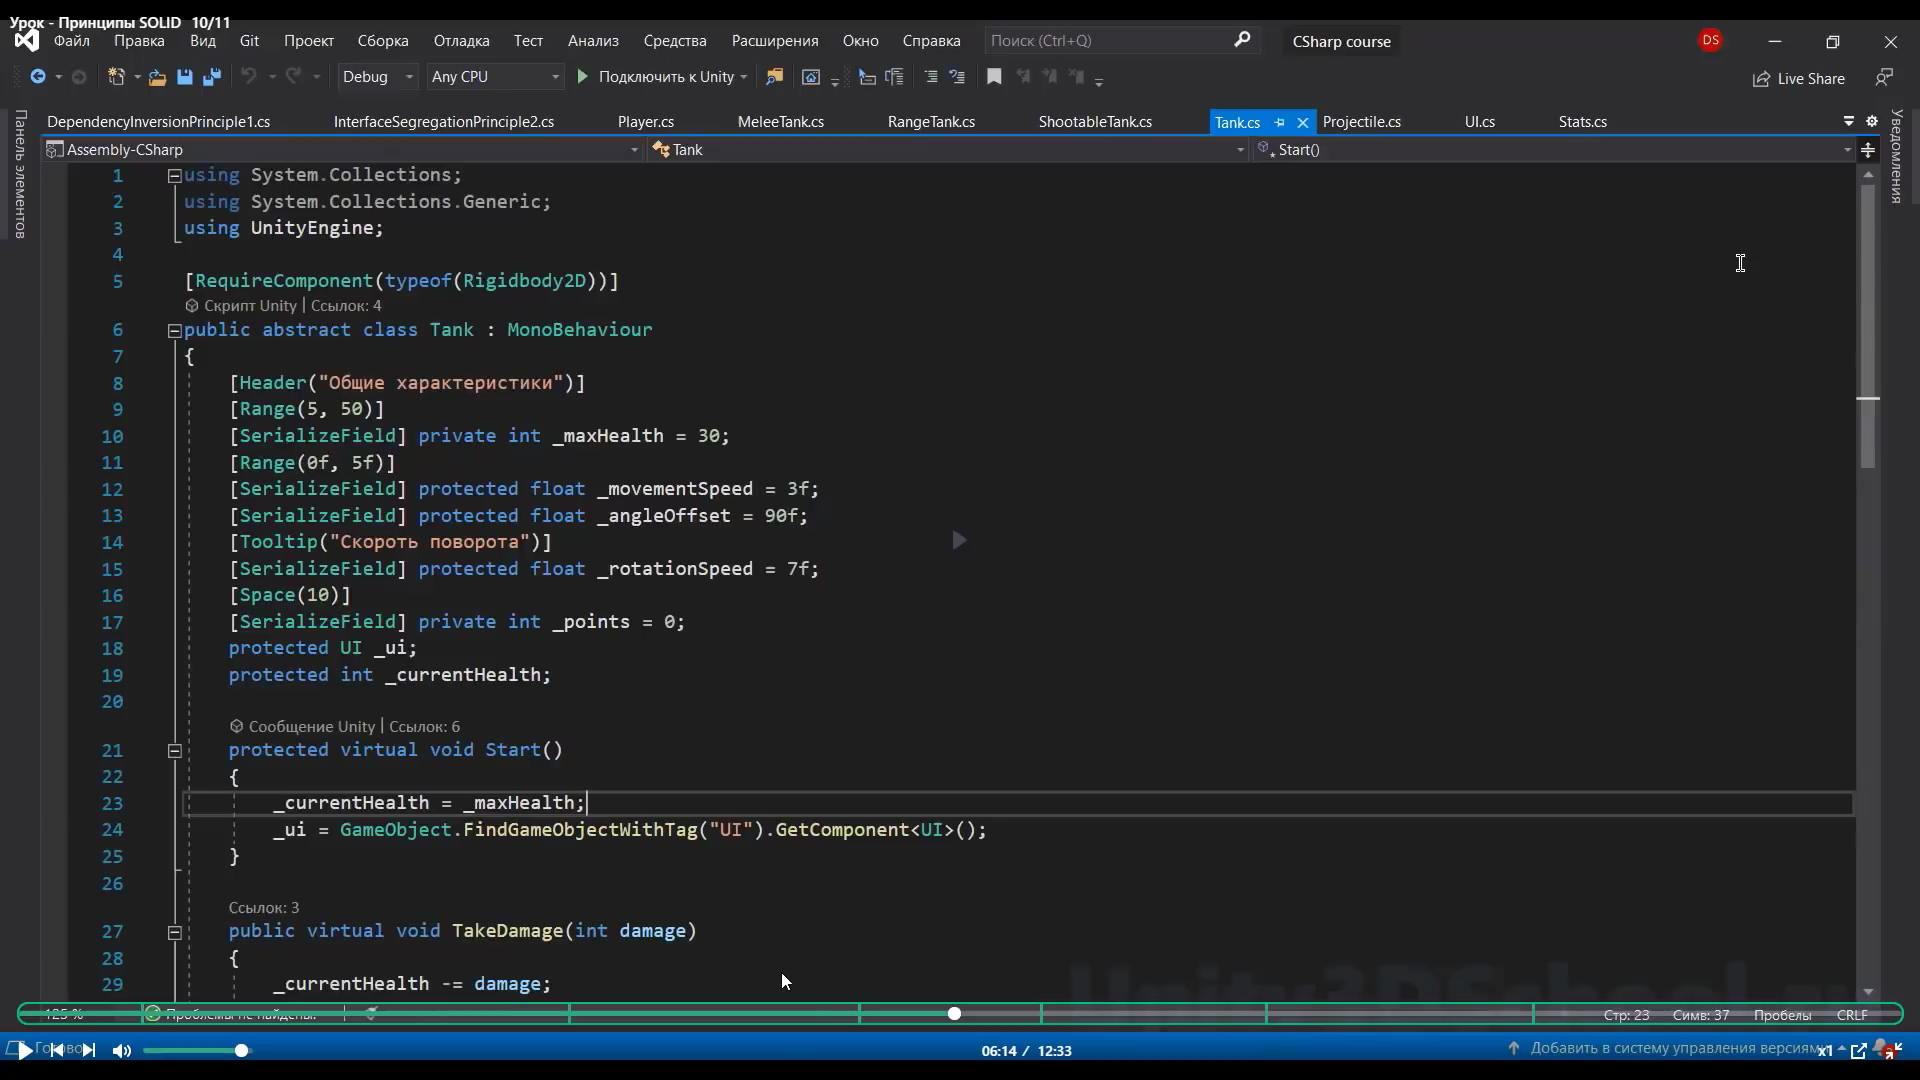 Урок - Принципы SOLID 10/11
Файл Правка Вид Git Проект Сборка Отладка Тест Анализ Средства Расширения Окно Справка Поиск (Ctrl+Q) CSharp course DS
Debug Any CPU Подключить к Unity Live Share
DependencyInversionPrinciple1.cs InterfaceSegregationPrinciple2.cs Player.cs MeleeTank.cs RangeTank.cs ShootableTank.cs Tank.cs Projectile.cs UI.cs Stats.cs
Панель элементов
Уведомления
Assembly-CSharp Tank Start()
1 using System.Collections;
2 using System.Collections.Generic;
3 using UnityEngine;
4
5 [RequireComponent(typeof(Rigidbody2D))]
Скрипт Unity | Ссылок: 4
6 public abstract class Tank : MonoBehaviour
7 {
8 [Header("Общие характеристики")]
9 [Range(5, 50)]
10 [SerializeField] private int _maxHealth = 30;
11 [Range(0f, 5f)]
12 [SerializeField] protected float _movementSpeed = 3f;
13 [SerializeField] protected float _angleOffset = 90f;
14 [Tooltip("Скороть поворота")]
15 [SerializeField] protected float _rotationSpeed = 7f;
16 [Space(10)]
17 [SerializeField] private int _points = 0;
18 protected UI _ui;
19 protected int _currentHealth;
20
Сообщение Unity | Ссылок: 6
21 protected virtual void Start()
22 {
23 _currentHealth = _maxHealth;
24 _ui = GameObject.FindGameObjectWithTag("UI").GetComponent<UI>();
25 }
26
Ссылок: 3
27 public virtual void TakeDamage(int damage)
28 {
29 _currentHealth -= damage;
125 % Проблемы не найдены. Стр: 23 Симв: 37 Пробелы CRLF
Готово 06:14 / 12:33 Добавить в систему управления версиями x1